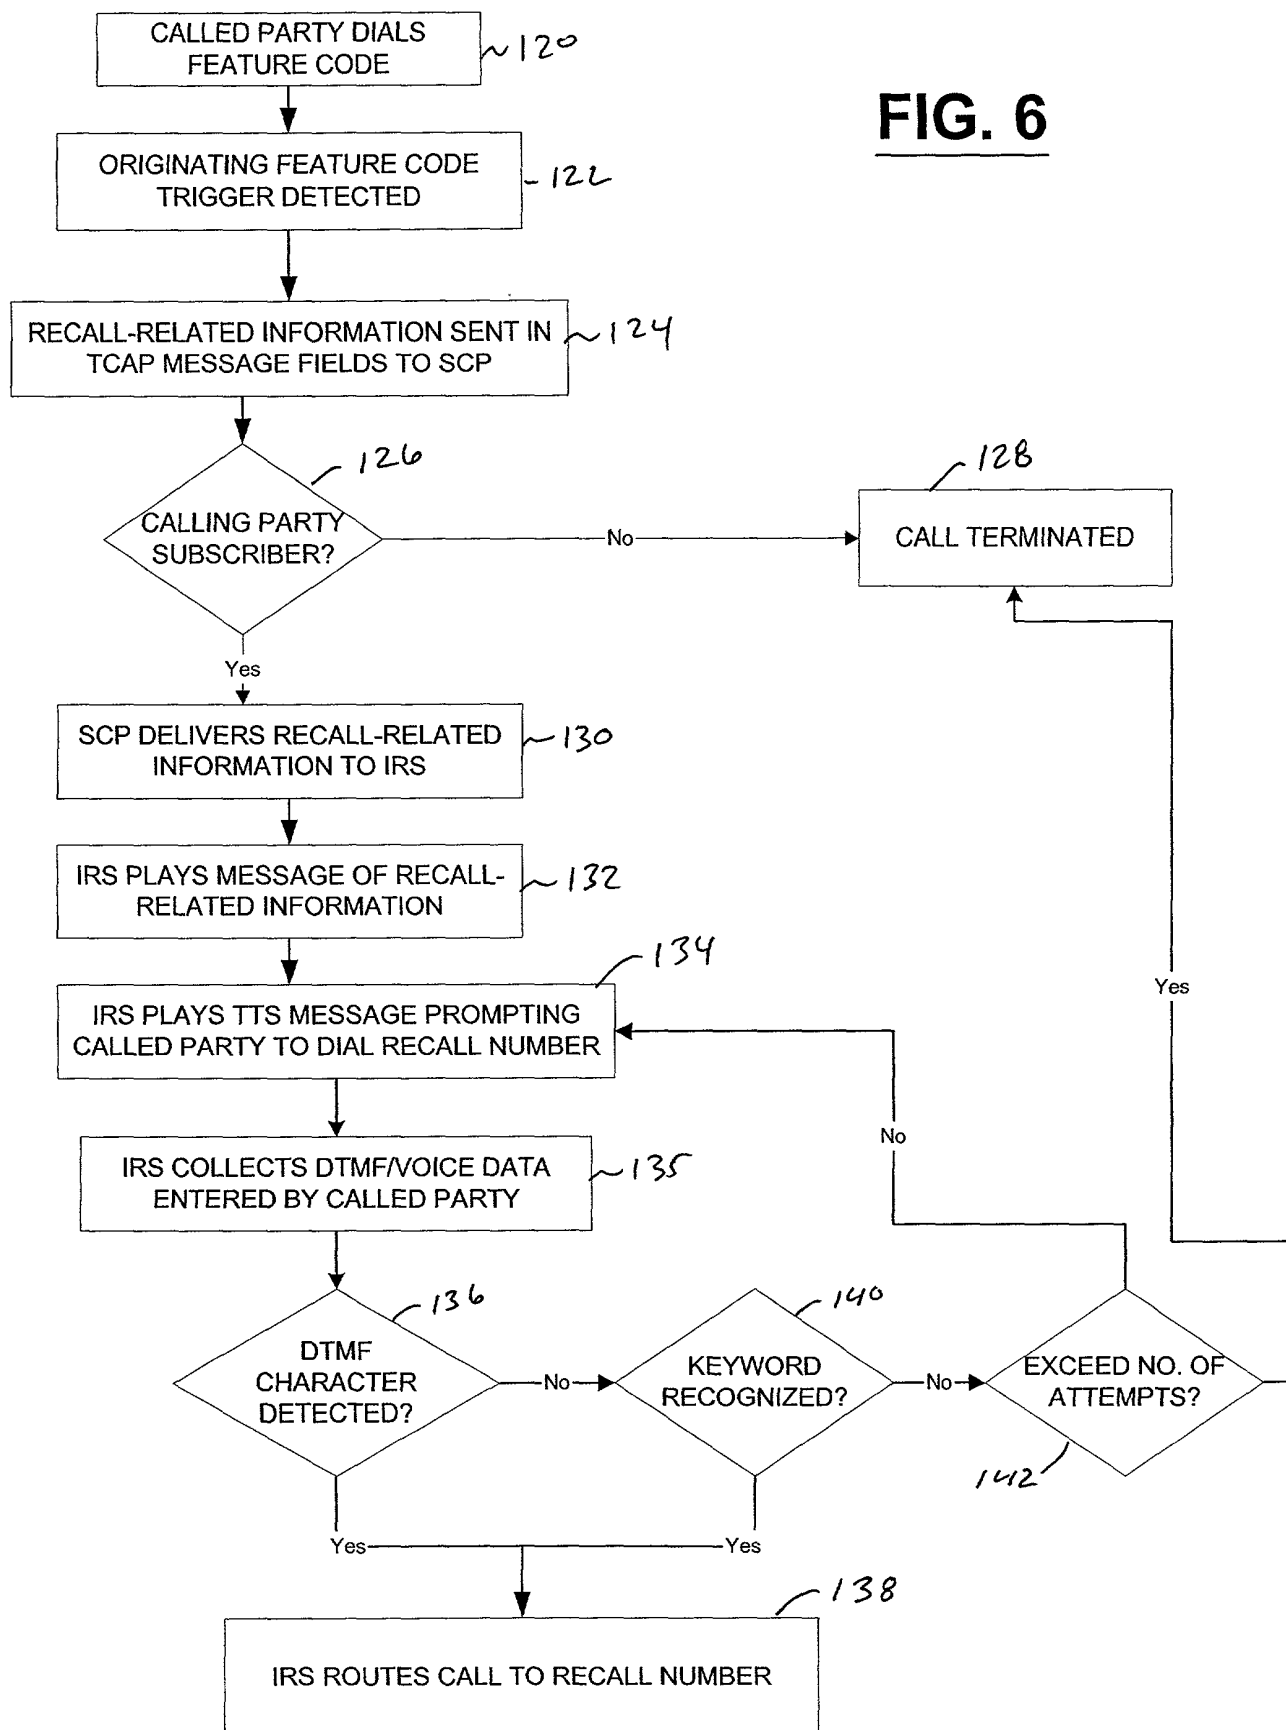 CALLED PARTY DIALS
FEATURE CODE
120
FIG. 6
ORIGINATING FEATURE CODE
TRIGGER DETECTED
122
RECALL-RELATED INFORMATION SENT IN
TCAP MESSAGE FIELDS TO SCP
124
126
CALLING PARTY
SUBSCRIBER?
No
128
CALL TERMINATED
Yes
SCP DELIVERS RECALL-RELATED
INFORMATION TO IRS
130
IRS PLAYS MESSAGE OF RECALL-
RELATED INFORMATION
132
134
IRS PLAYS TTS MESSAGE PROMPTING
CALLED PARTY TO DIAL RECALL NUMBER
Yes
No
IRS COLLECTS DTMF/VOICE DATA
ENTERED BY CALLED PARTY
135
136
DTMF
CHARACTER
DETECTED?
No
140
KEYWORD
RECOGNIZED?
No
EXCEED NO. OF
ATTEMPTS?
142
Yes
Yes
138
IRS ROUTES CALL TO RECALL NUMBER